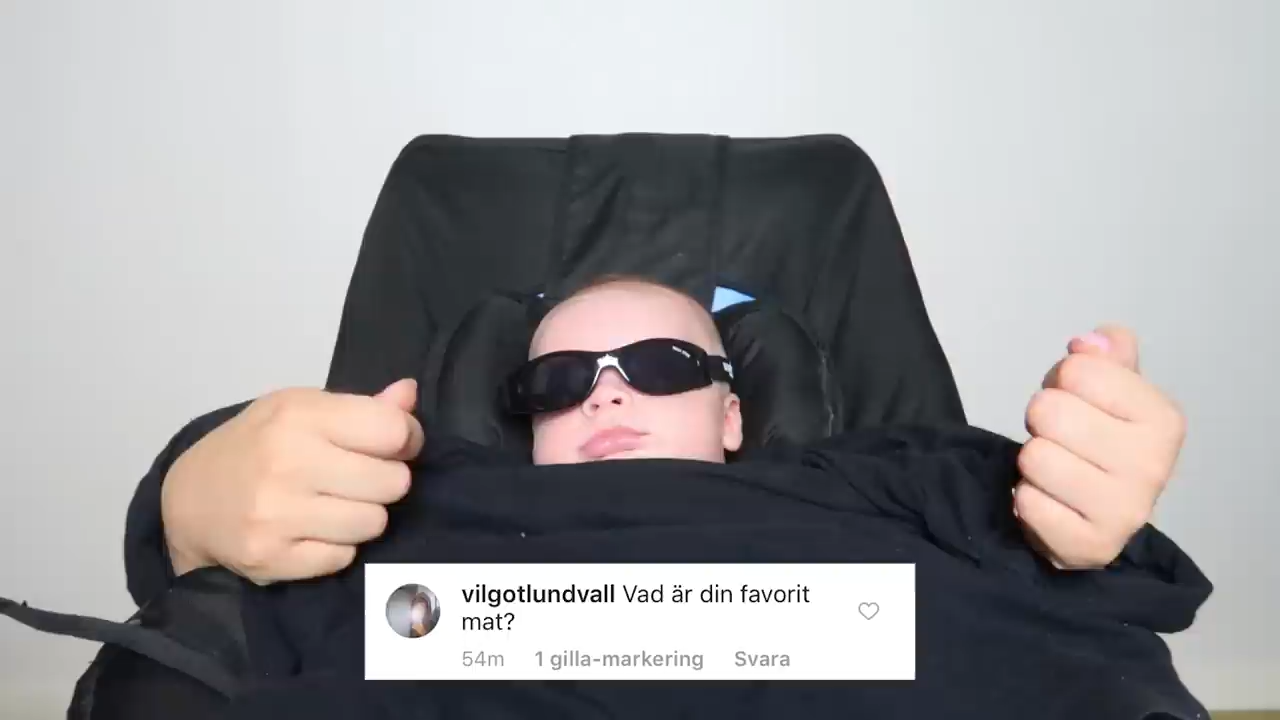 vilgotlundvall Vad är din favorit
mat?
54m 1 gilla-markering Svara